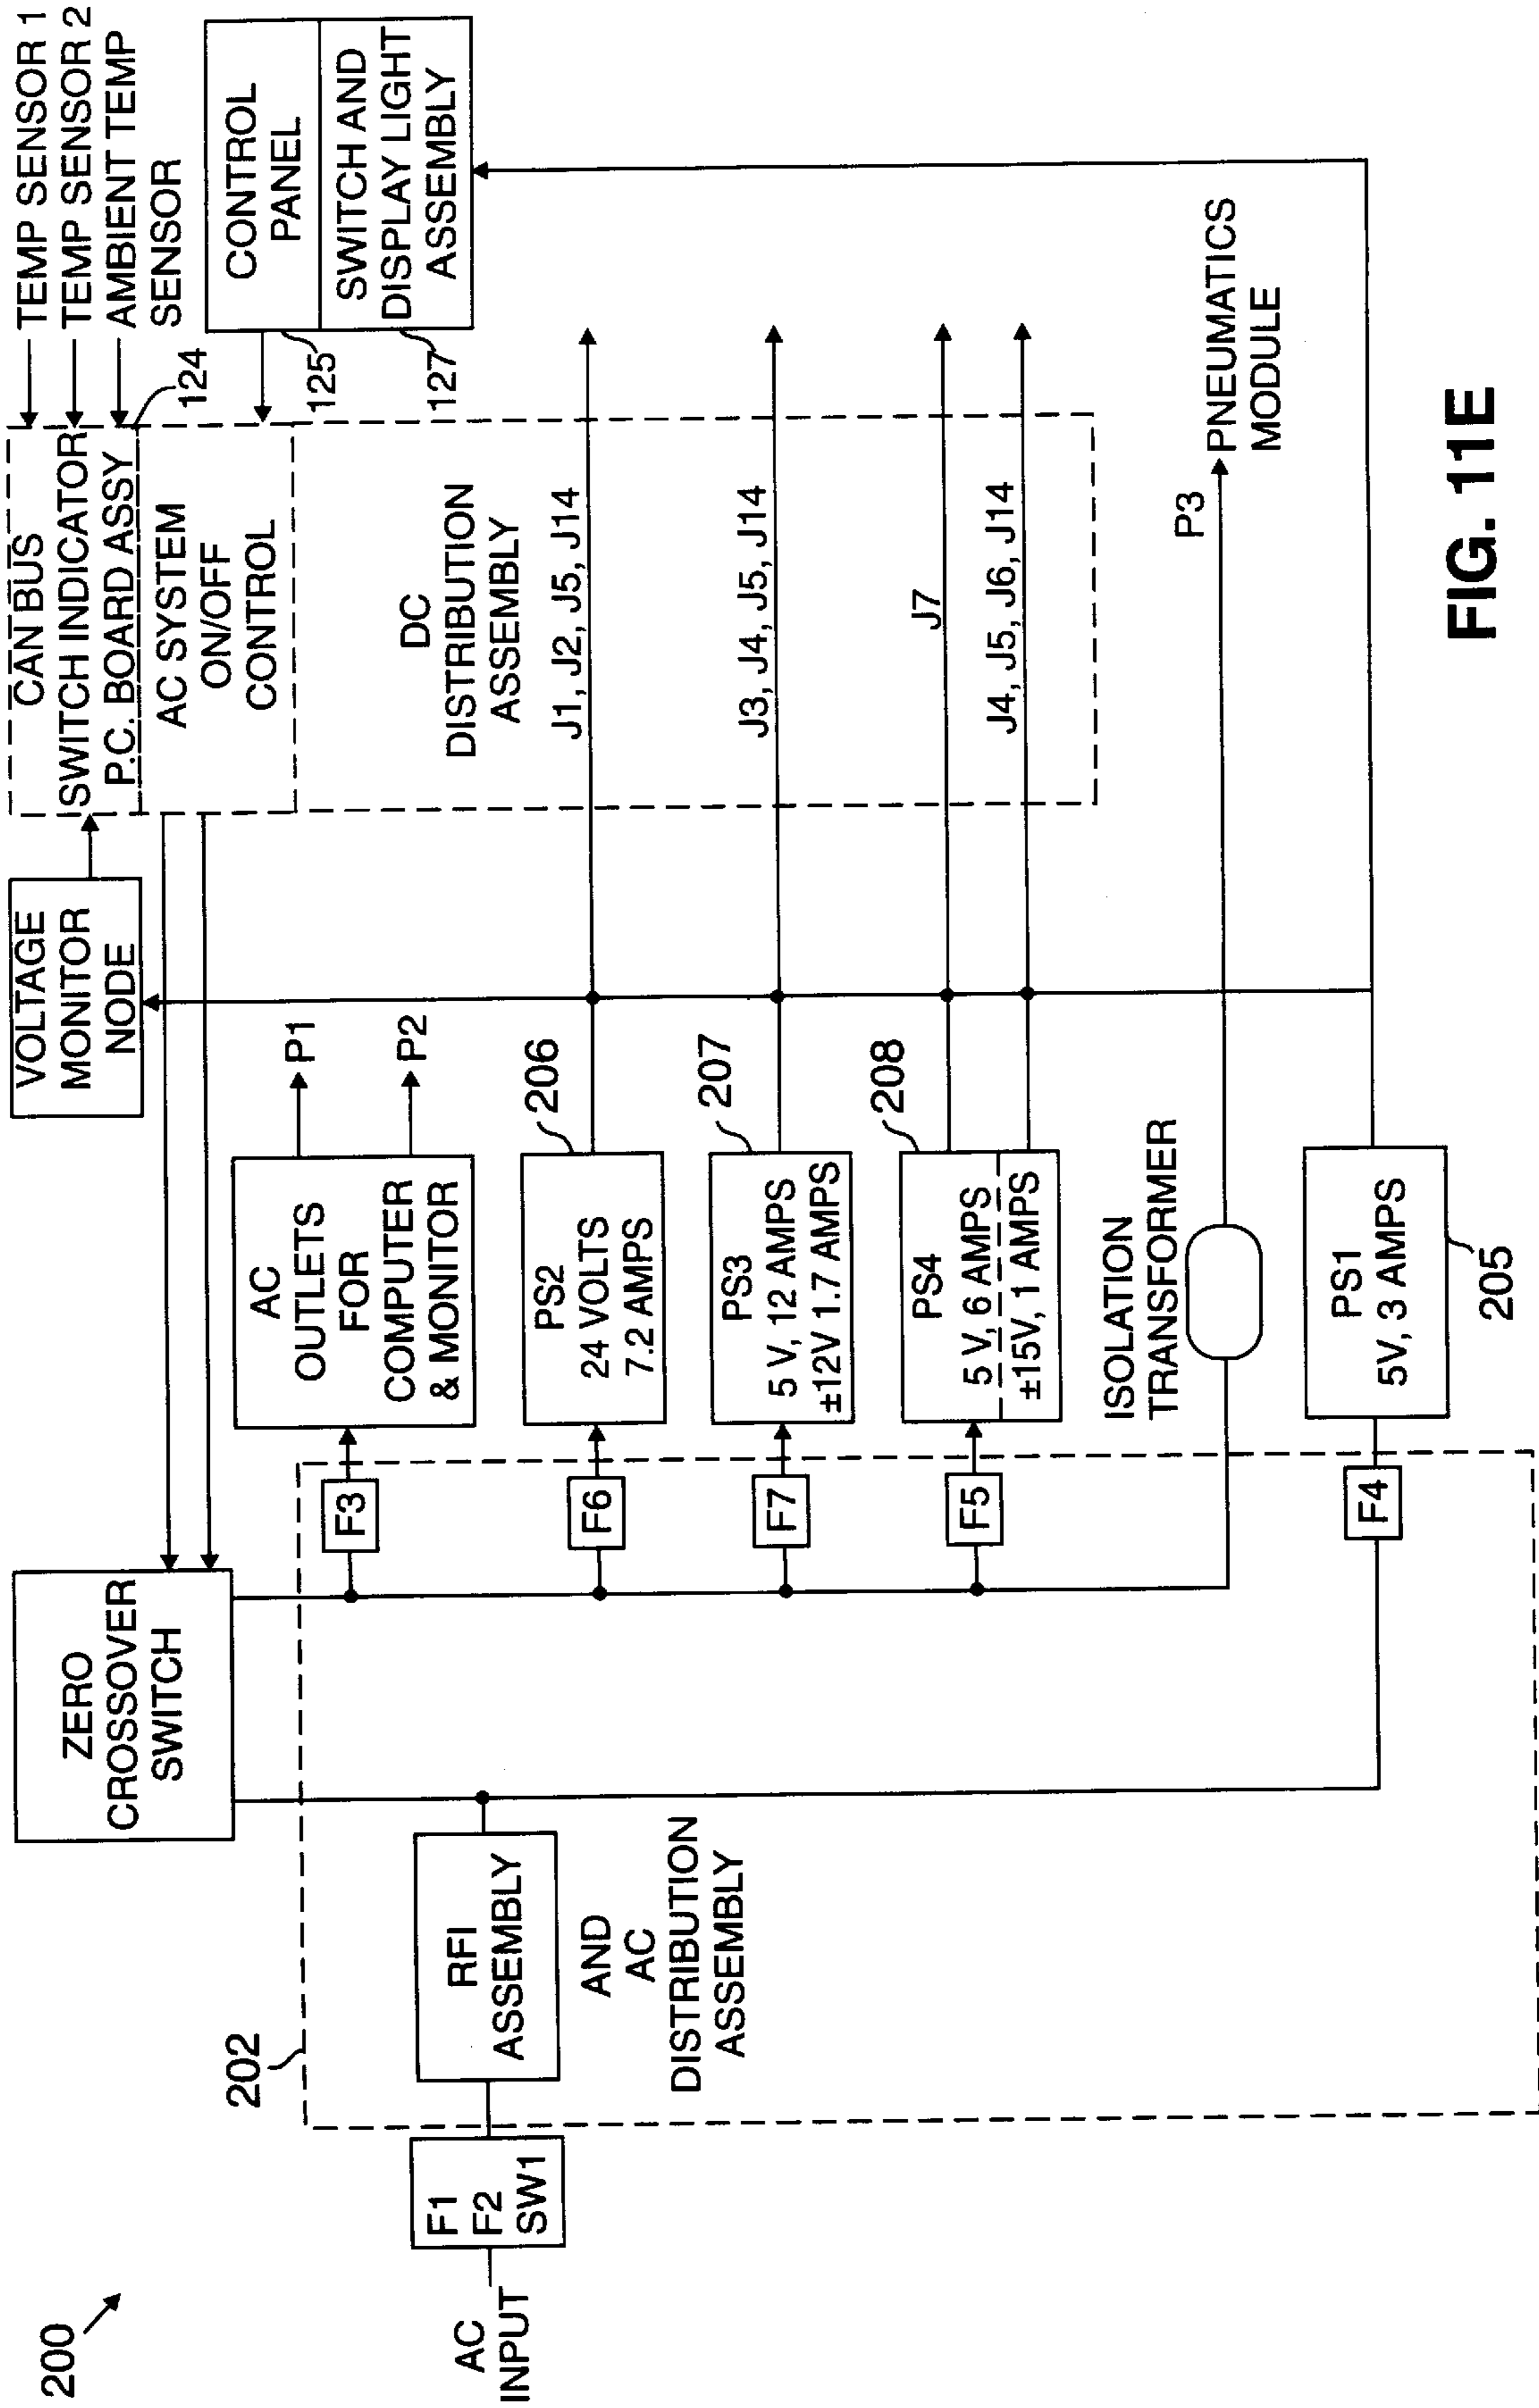 200
AC
INPUT
F1
F2
SW1
202
RFI
ASSEMBLY
AND
AC
DISTRIBUTION
ASSEMBLY
ZERO
CROSSOVER
SWITCH
F3
F6
F7
F5
F4
AC
OUTLETS
FOR
COMPUTER
& MONITOR
P1
P2
PS2
24 VOLTS
7.2 AMPS
206
PS3
5 V, 12 AMPS
±12V 1.7 AMPS
207
PS4
5 V, 6 AMPS
±15V, 1 AMPS
208
ISOLATION
TRANSFORMER
PS1
5V, 3 AMPS
205
VOLTAGE
MONITOR
NODE
CAN BUS
SWITCH INDICATOR
P.C. BOARD ASSY
124
AC SYSTEM
ON/OFF
CONTROL
DC
DISTRIBUTION
ASSEMBLY
J1, J2, J5, J14
J3, J4, J5, J14
J7
J4, J5, J6, J14
P3
PNEUMATICS
MODULE
TEMP SENSOR 1
TEMP SENSOR 2
AMBIENT TEMP
SENSOR
CONTROL
PANEL
125
SWITCH AND
DISPLAY LIGHT
ASSEMBLY
127
FIG. 11E